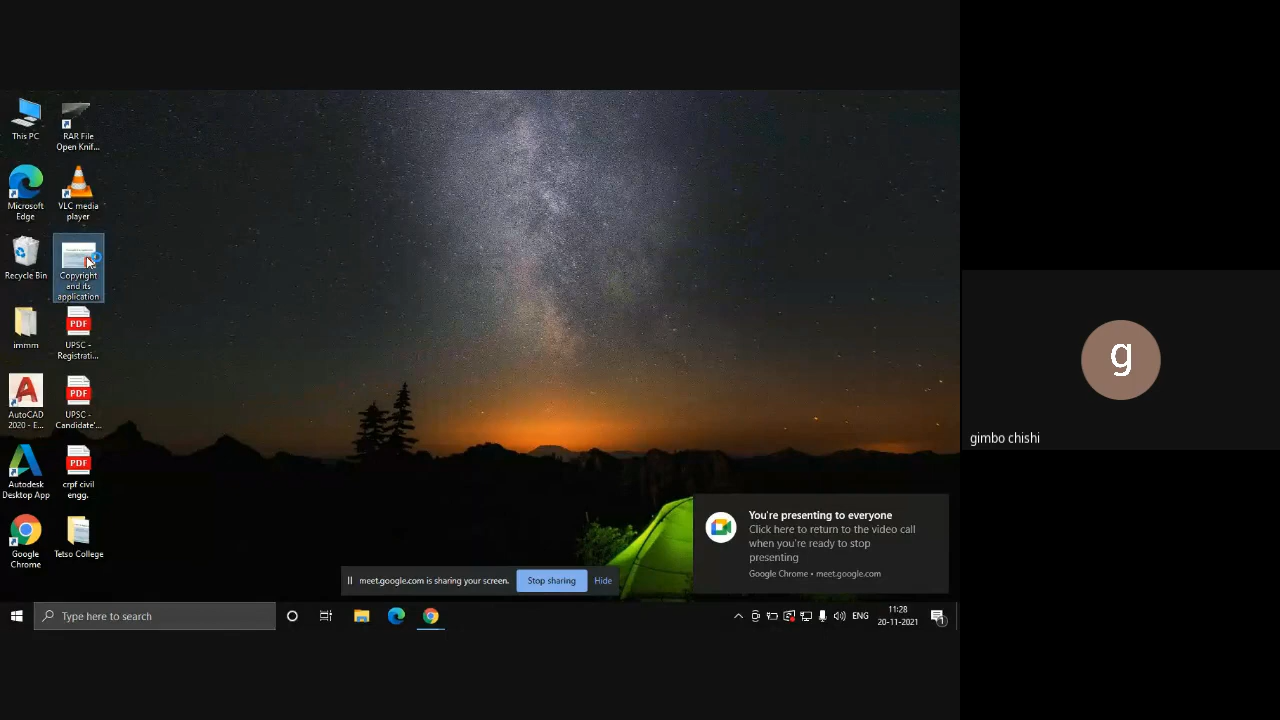 This PC
RAR File
Open Knif...
Microsoft
Edge
VLC media
player
Recycle Bin
Copyright
and its
application
immm
PDF
UPSC -
Registrati...
AutoCAD
2020 - E...
PDF
UPSC -
Candidate'...
Autodesk
Desktop App
PDF
crpf civil
engg.
Google
Chrome
Tetso College
You're presenting to everyone
Click here to return to the video call
when you're ready to stop
presenting
Google Chrome • meet.google.com
meet.google.com is sharing your screen.
Stop sharing
Hide
Type here to search
ENG
11:28
20-11-2021
1
g
gimbo chishi